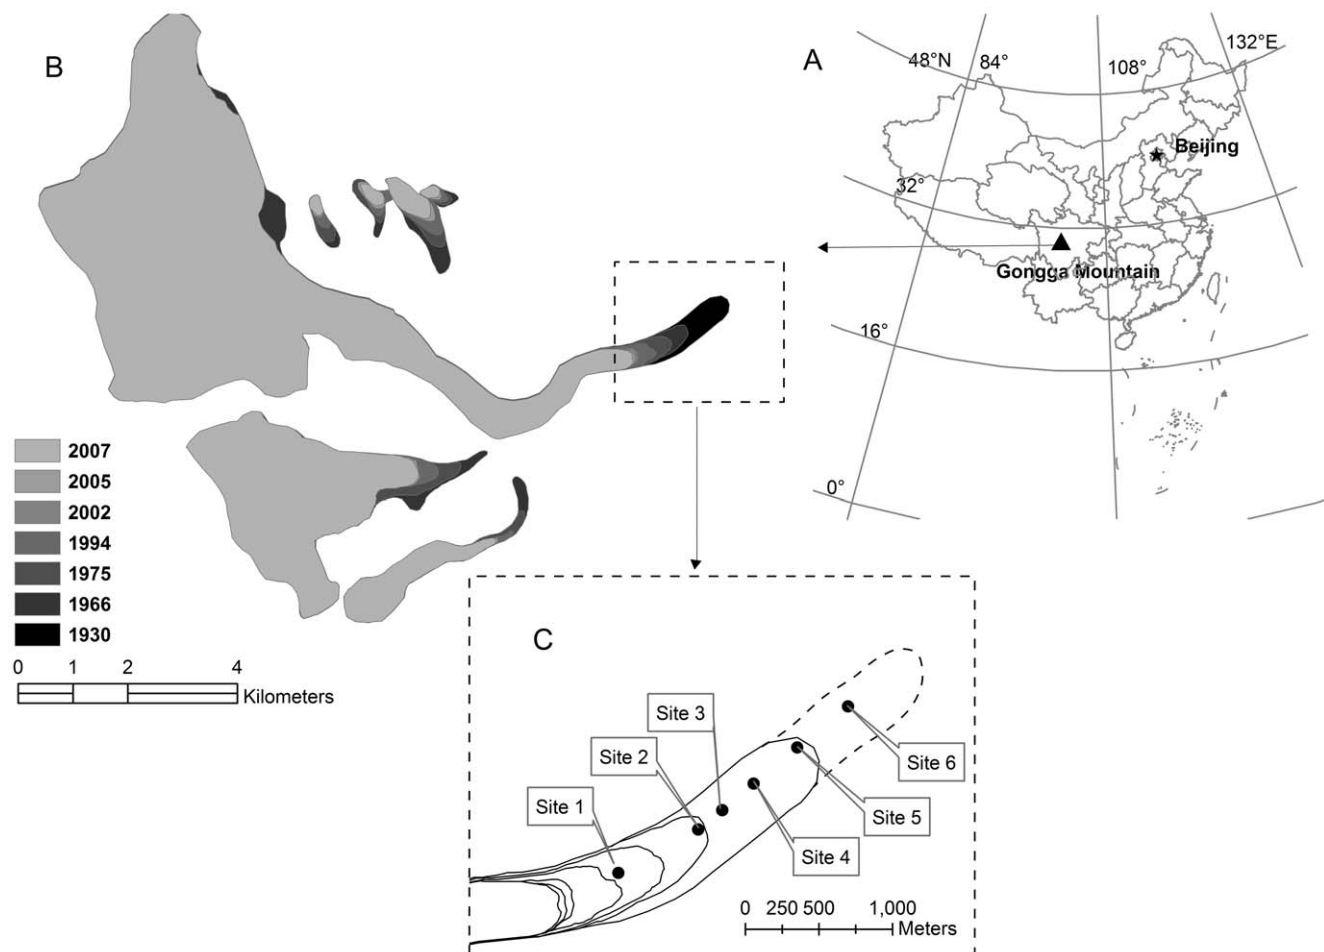 B
A
48°N
84°
108°
132°E
Beijing
32°
Gongga Mountain
16°
0°
2007
2005
2002
1994
1975
1966
1930
0 1 2 4
Kilometers
C
Site 3
Site 2
Site 1
Site 6
Site 5
Site 4
0 250 500 1,000
Meters